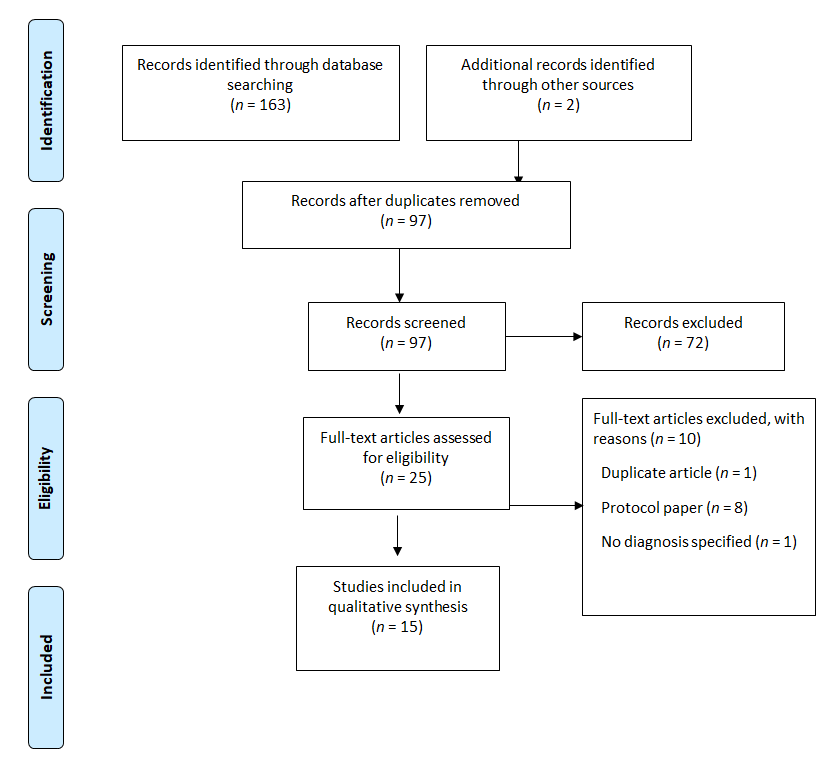 Identification
Records identified through database
searching
(n = 163)
Additional records identified
through other sources
(n = 2)
Records after duplicates removed
(n = 97)
Screening
Records screened
(n = 97)
Records excluded
(n = 72)
Eligibility
Full-text articles assessed
for eligibility
(n = 25)
Full-text articles excluded, with
reasons (n = 10)
Duplicate article (n = 1)
Protocol paper (n = 8)
No diagnosis specified (n = 1)
Included
Studies included in
qualitative synthesis
(n = 15)